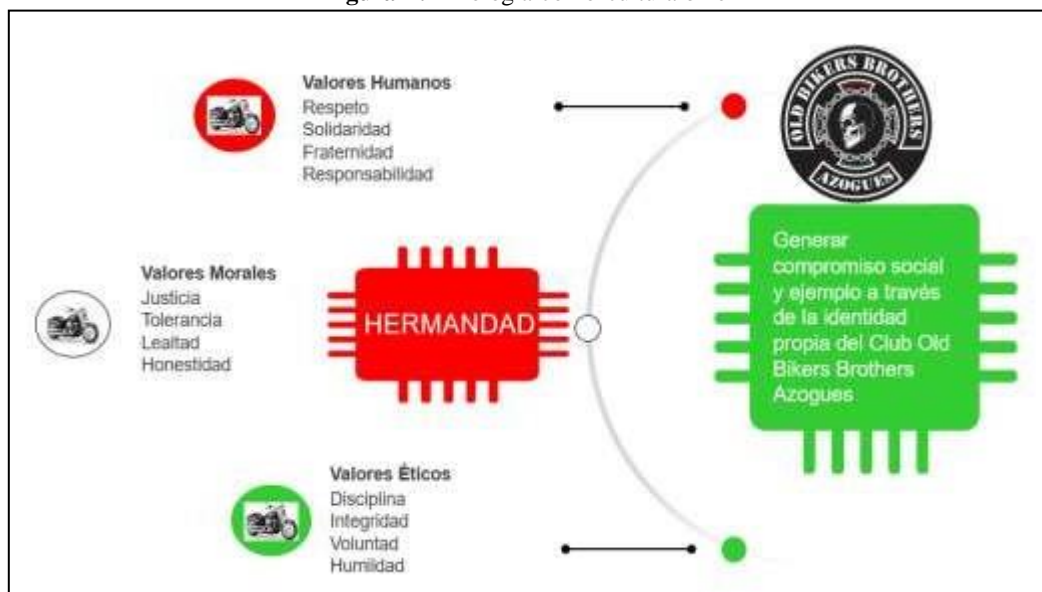 Valores Humanos
Respeto
Solidaridad
Fraternidad
Responsabilidad
OLD BIKERS BROTHERS
AZOGUES
Valores Morales
Justicia
Tolerancia
Lealtad
Honestidad
HERMANDAD
Generar
compromiso social
y ejemplo a través
de la identidad
propia del Club Old
Bikers Brothers
Azogues
Valores Éticos
Disciplina
Integridad
Voluntad
Humildad